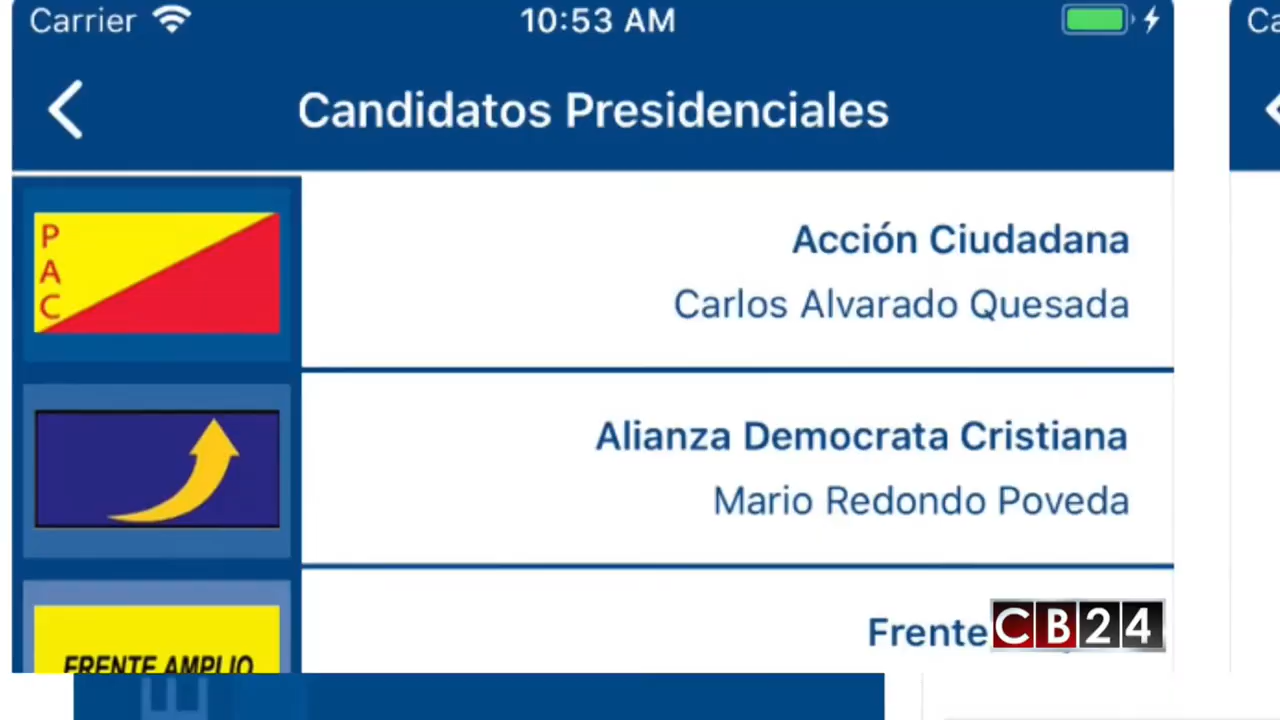 Carrier
10:53 AM
Candidatos Presidenciales
P
A
C
Acción Ciudadana
Carlos Alvarado Quesada
Alianza Democrata Cristiana
Mario Redondo Poveda
FRENTE AMPLIO
Frente
CB24